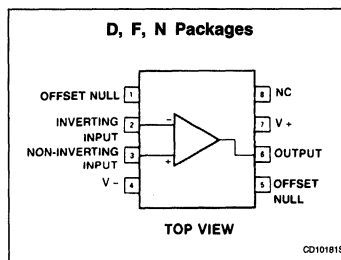 D, F, N Packages
OFFSET NULL 1
8 NC
INVERTING
INPUT 2
−
7 V +
NON-INVERTING
INPUT 3
+
6 OUTPUT
V − 4
5 OFFSET
NULL
TOP VIEW
CD10181S